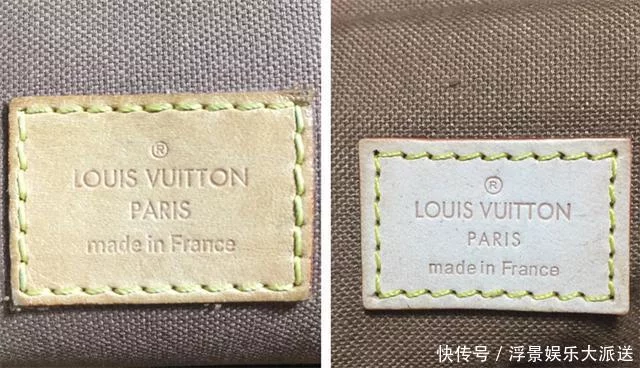 ®
LOUIS VUITTON
PARIS
made in France
®
LOUIS VUITTON
PARIS
made in France
快传号 / 浮景娱乐大派送